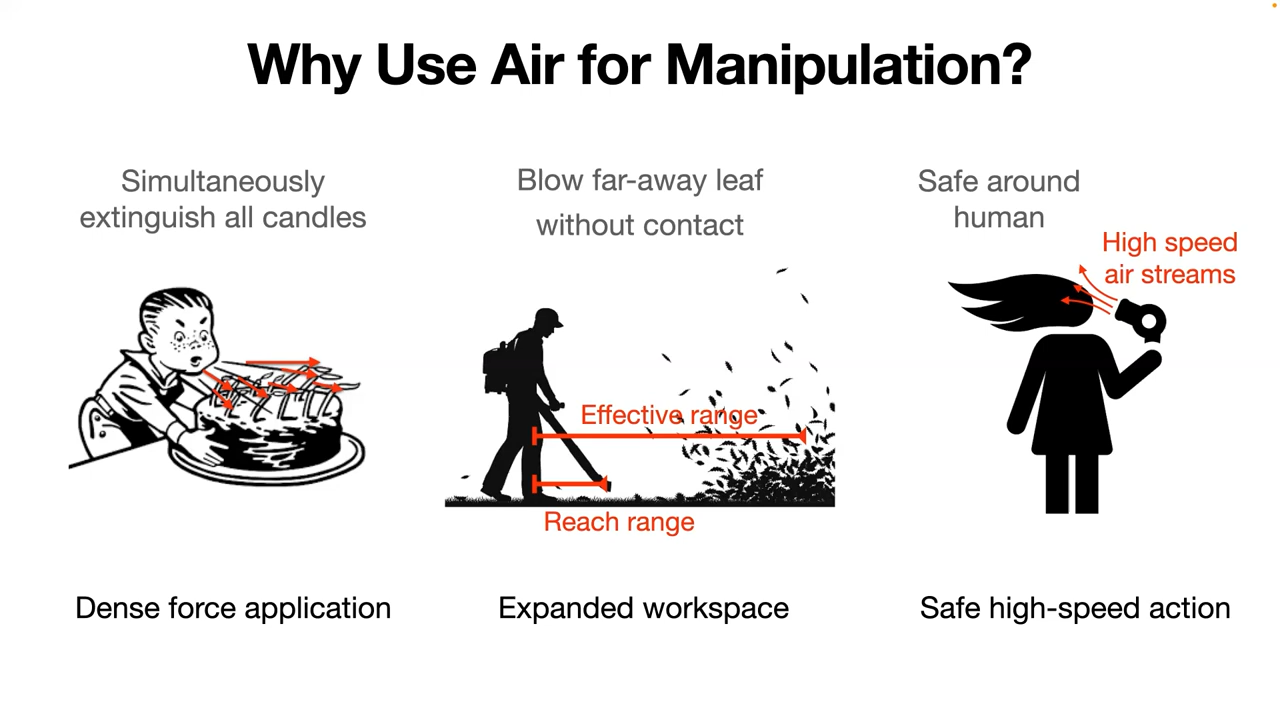 Why Use Air for Manipulation?
Simultaneously
extinguish all candles
Blow far-away leaf
without contact
Safe around
human
High speed
air streams
Effective range
Reach range
Dense force application
Expanded workspace
Safe high-speed action